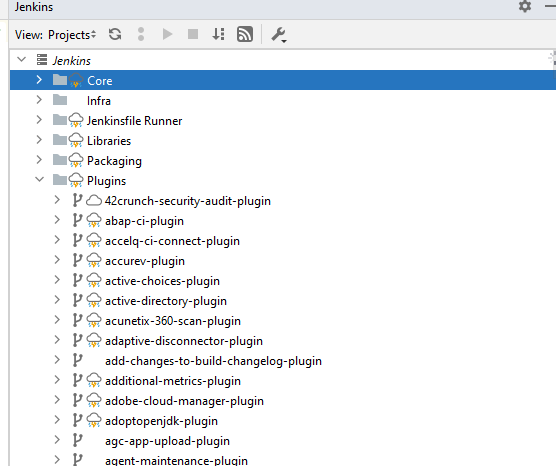 Jenkins
View: Projects
Jenkins
Core
Infra
Jenkinsfile Runner
Libraries
Packaging
Plugins
42crunch-security-audit-plugin
abap-ci-plugin
accelq-ci-connect-plugin
accurev-plugin
active-choices-plugin
active-directory-plugin
acunetix-360-scan-plugin
adaptive-disconnector-plugin
add-changes-to-build-changelog-plugin
additional-metrics-plugin
adobe-cloud-manager-plugin
adoptopenjdk-plugin
agc-app-upload-plugin
agent-maintenance-plugin